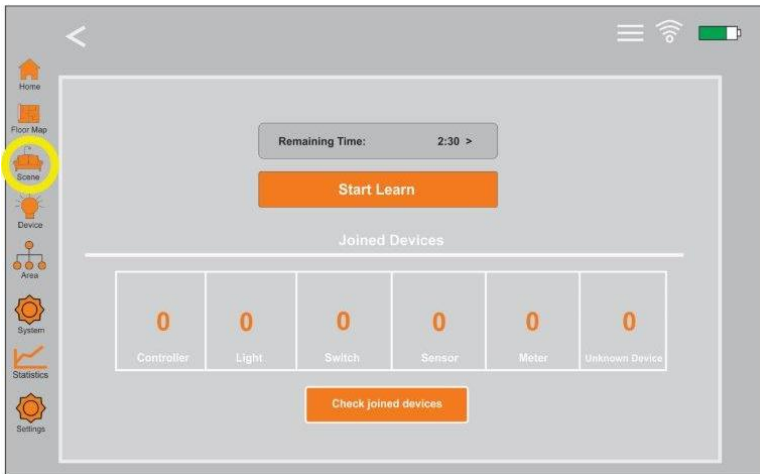 Home
Floor Map
Scene
Device
Area
System
Statistics
Settings
Remaining Time: 2:30 >
Start Learn
Joined Devices
0 0 0 0 0 0
Controller Light Switch Sensor Meter Unknown Device
Check joined devices